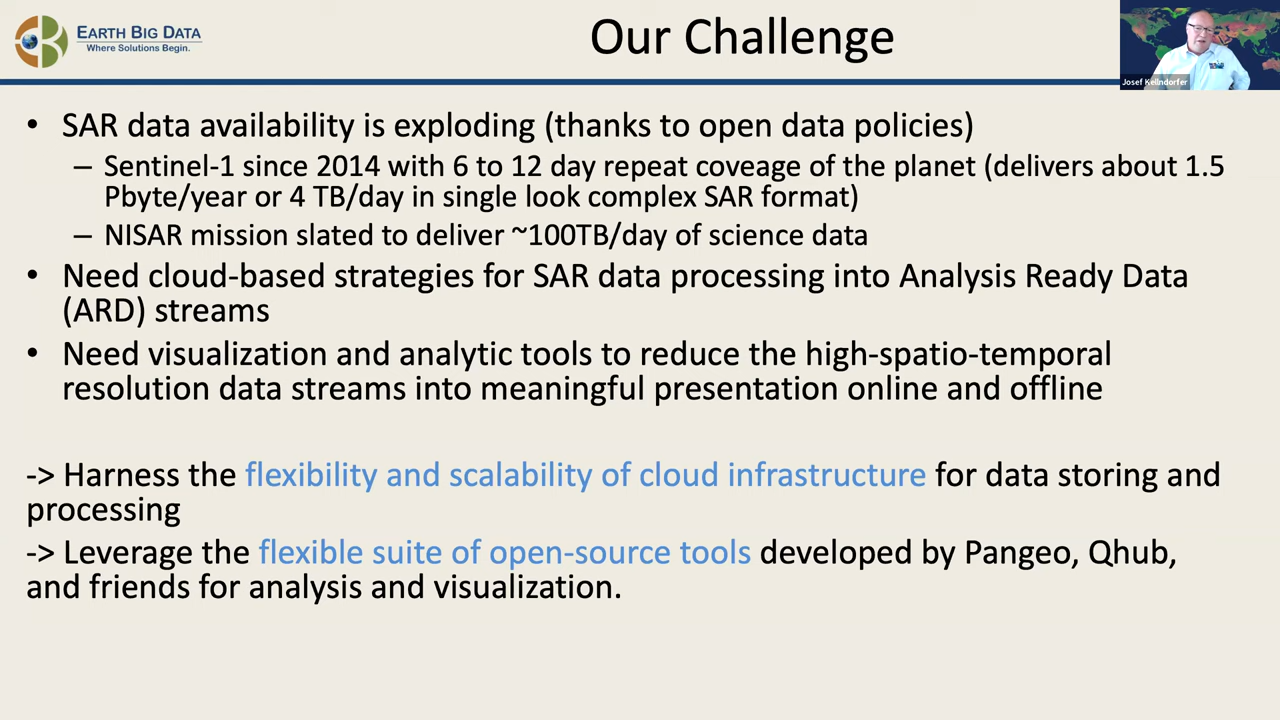 EARTH BIG DATA
Where Solutions Begin.
Our Challenge
Josef Kellndorfer
• SAR data availability is exploding (thanks to open data policies)
– Sentinel-1 since 2014 with 6 to 12 day repeat coveage of the planet (delivers about 1.5
Pbyte/year or 4 TB/day in single look complex SAR format)
– NISAR mission slated to deliver ~100TB/day of science data
• Need cloud-based strategies for SAR data processing into Analysis Ready Data
(ARD) streams
• Need visualization and analytic tools to reduce the high-spatio-temporal
resolution data streams into meaningful presentation online and offline
-> Harness the flexibility and scalability of cloud infrastructure for data storing and
processing
-> Leverage the flexible suite of open-source tools developed by Pangeo, Qhub,
and friends for analysis and visualization.